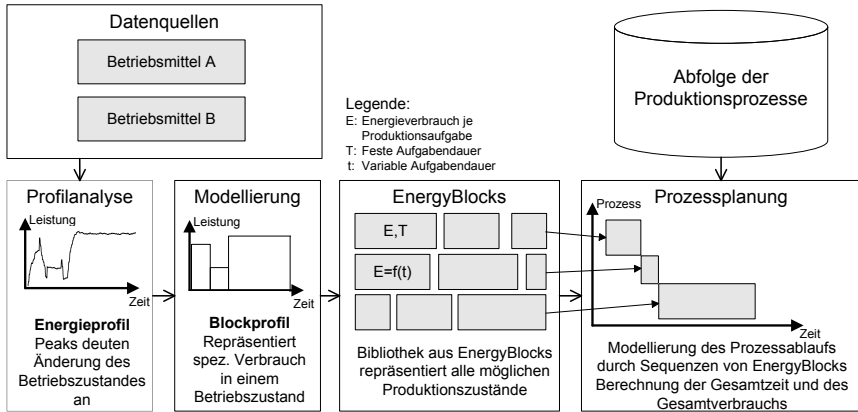 Datenquellen
Betriebsmittel A
Betriebsmittel B
Legende:
E: Energieverbrauch je
Produktionsaufgabe
T: Feste Aufgabendauer
t: Variable Aufgabendauer
Abfolge der
Produktionsprozesse
Profilanalyse
Leistung
Zeit
Energieprofil
Peaks deuten
Änderung des
Betriebszustandes
an
Modellierung
Leistung
Zeit
Blockprofil
Repräsentiert
spez. Verbrauch
in einem
Betriebszustand
EnergyBlocks
E,T
E=f(t)
Bibliothek aus EnergyBlocks
repräsentiert alle möglichen
Produktionszustände
Prozessplanung
Prozess
Zeit
Modellierung des Prozessablaufs
durch Sequenzen von EnergyBlocks
Berechnung der Gesamtzeit und des
Gesamtverbrauchs